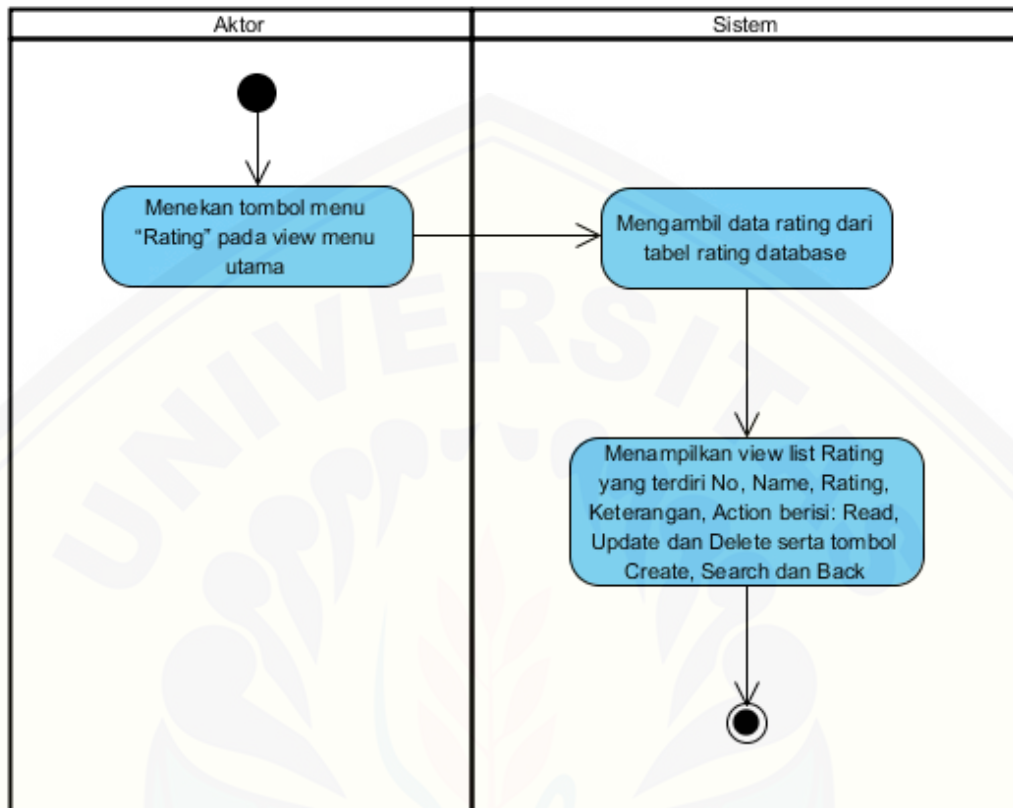 Aktor
Sistem
Menekan tombol menu
“Rating” pada view menu
utama
Mengambil data rating dari
tabel rating database
Menampilkan view list Rating
yang terdiri No, Name, Rating,
Keterangan, Action berisi: Read,
Update dan Delete serta tombol
Create, Search dan Back
UNIVERSIT